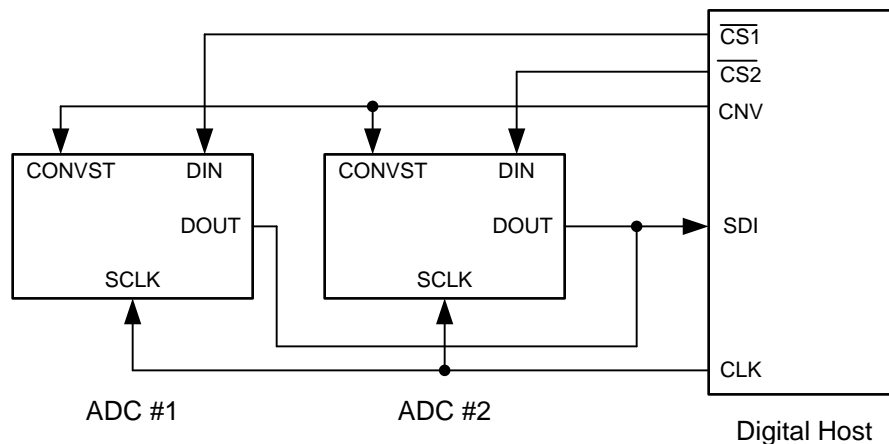 CS1
CS2
CNV
CONVST DIN
CONVST DIN
DOUT
DOUT
SDI
SCLK
SCLK
CLK
ADC #1
ADC #2
Digital Host